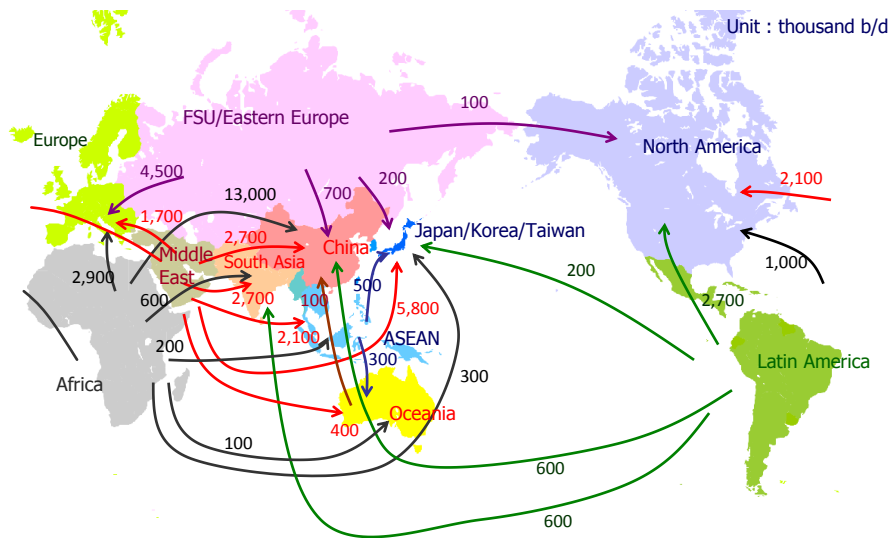 Unit : thousand b/d
100
FSU/Eastern Europe
Europe
North America
4,500
13,000
700
200
2,100
1,700
2,700
Japan/Korea/Taiwan
China
Middle
East
South Asia
2,900
600
2,700
100
500
5,800
200
1,000
2,700
2,100
ASEAN
200
300
300
Africa
Latin America
Oceania
400
100
600
600